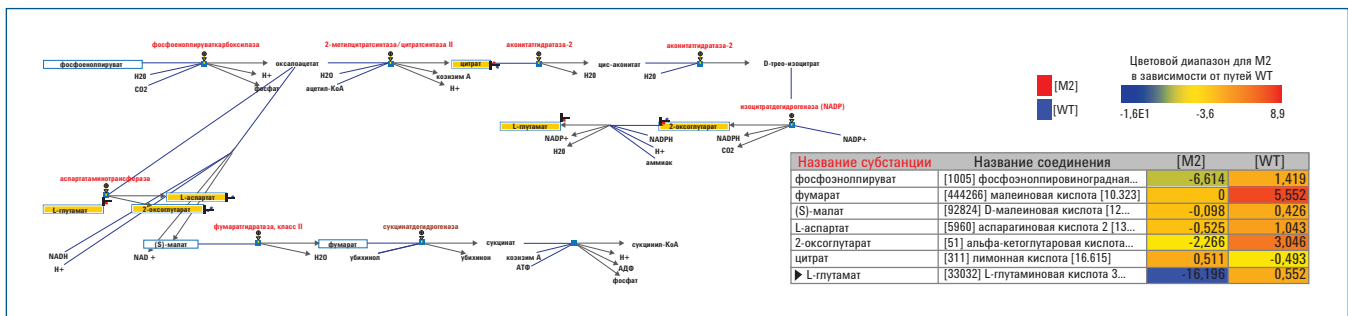 фосфоенолпируваткарбоксилаза
2-метилцитратсинтаза/цитратсинтаза II
аконитатгидратаза-2
аконитатгидратаза-2
фосфоенолпируват
оксалоацетат
цитрат
цис-аконитат
D-трео-изоцитрат
H20
CO2
H+
фосфат
H2O
ацетил-КоА
коэнзим А
H+
H20
H20
изоцитратдегидрогеназа (NADP)
L-глутамат
2-оксоглутарат
NADP+
H20
NADPH
H+
аммиак
NADPH
CO2
NADP+
аспартатаминотрансфераза
L-аспартат
L-глутамат
2-оксоглутарат
фумаратгидратаза, класс II
сукцинатдегидрогеназа
(S)-малат
фумарат
сукцинат
сукцинил-КоА
NADH
H+
NAD +
H2O
убихинол
убихинон
коэнзим А
АТФ
H+
АДФ
фосфат
[M2]
[WT]
Цветовой диапазон для М2
в зависимости от путей WT
-1,6E1 -3,6 8,9
Название субстанции Название соединения [M2] [WT]
фосфоэнолпируват [1005] фосфоэнолпировиноградная... -6,614 1,419
фумарат [444266] малеиновая кислота [10.323] 0 5,552
(S)-малат [92824] D-малеиновая кислота [12... -0,098 0,426
L-аспартат [5960] аспарагиновая кислота 2 [13... -0,525 1,043
2-оксоглутарат [51] альфа-кетоглутаровая кислота... -2,266 3,046
цитрат [311] лимонная кислота [16.615] 0,511 -0,493
L-глутамат [33032] L-глутаминовая кислота 3... -16,196 0,552